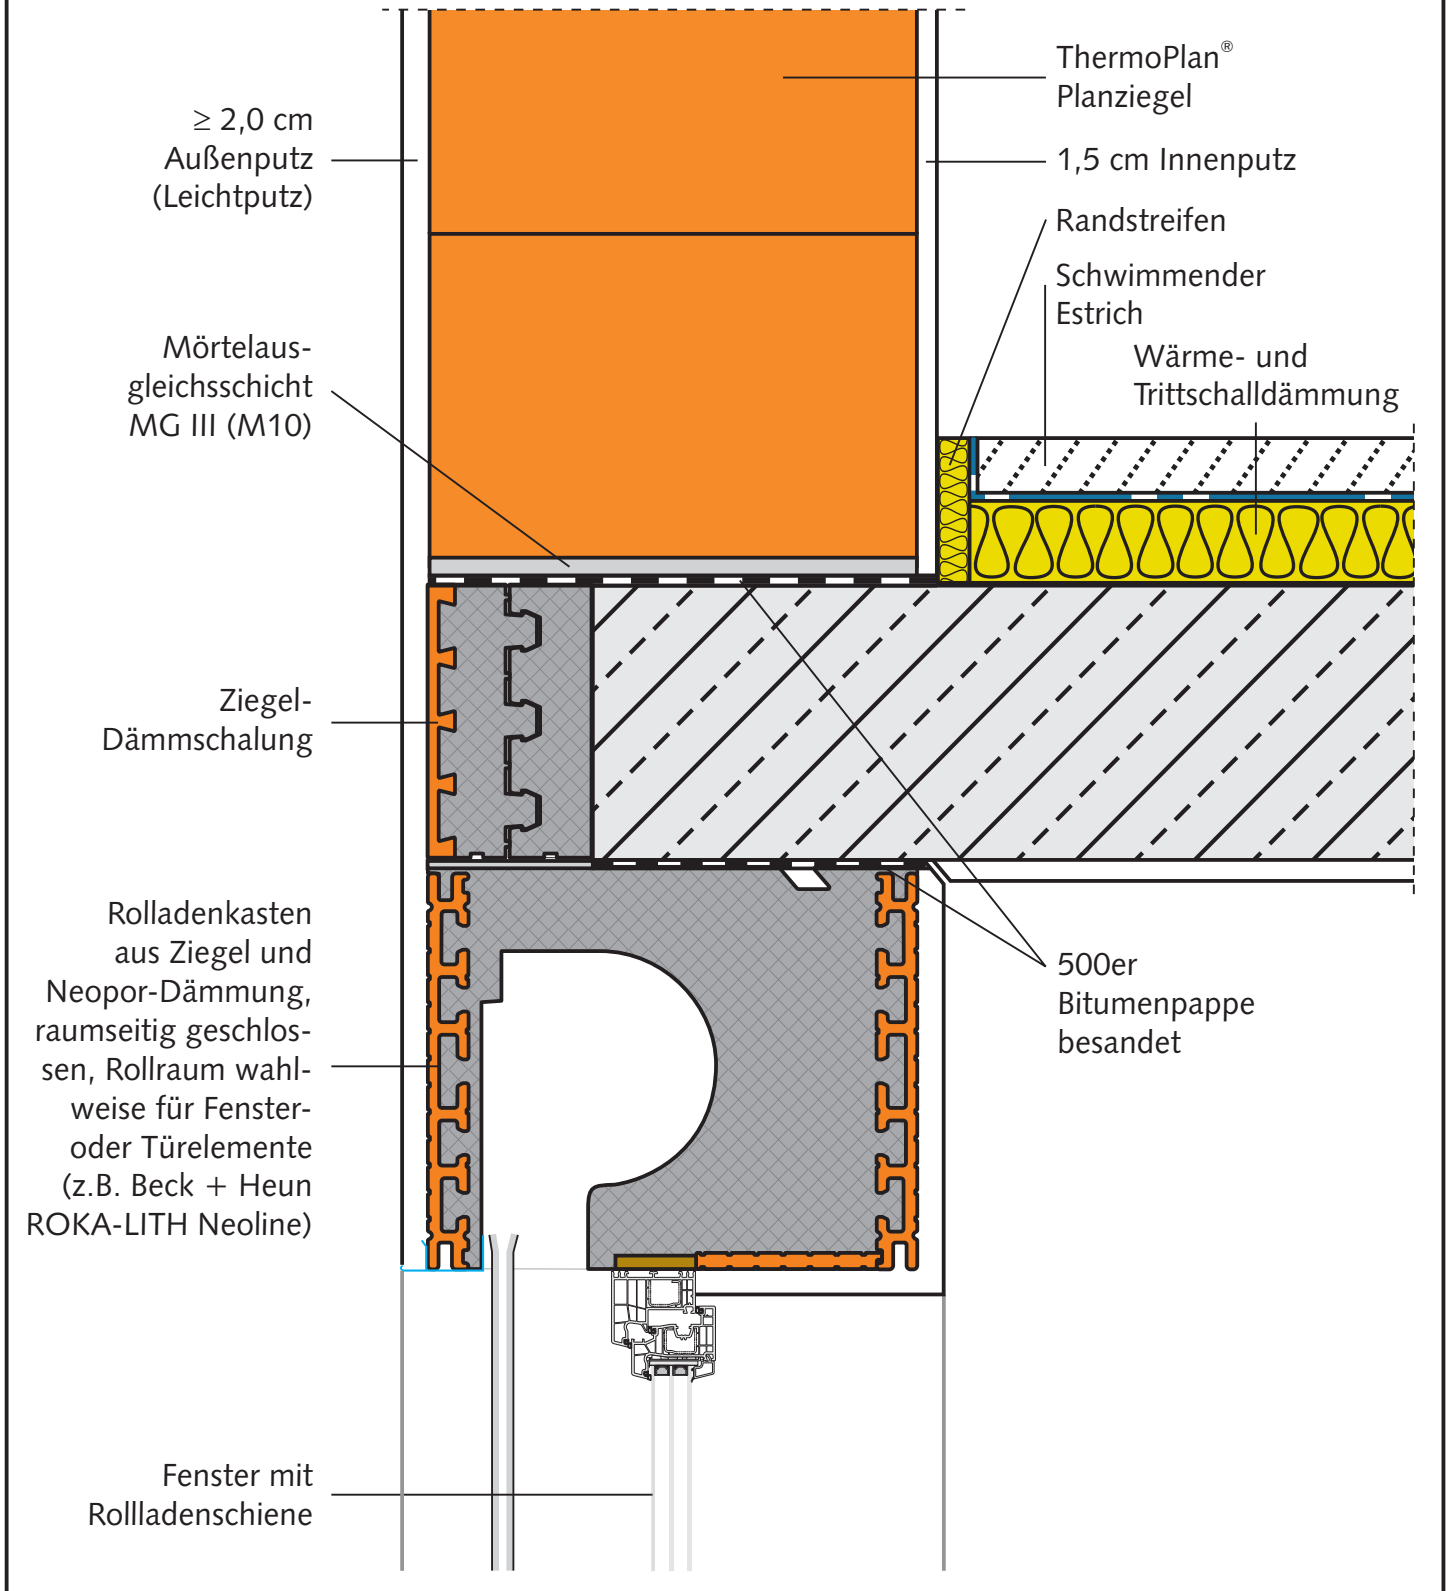 ≥ 2,0 cm
Außenputz
(Leichtputz)
Mörtelaus-
gleichsschicht
MG III (M10)
Ziegel-
Dämmschalung
Rolladenkasten
aus Ziegel und
Neopor-Dämmung,
raumseitig geschlos-
sen, Rollraum wahl-
weise für Fenster-
oder Türelemente
(z.B. Beck + Heun
ROKA-LITH Neoline)
Fenster mit
Rollladenschiene
ThermoPlan®
Planziegel
1,5 cm Innenputz
Randstreifen
Schwimmender
Estrich
Wärme- und
Trittschalldämmung
500er
Bitumenpappe
besandet